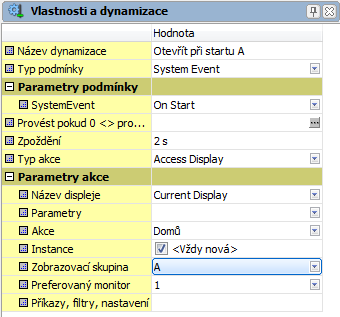 Vlastnosti a dynamizace
Hodnota
Název dynamizace Otevřít při startu A
Typ podmínky System Event
Parametry podmínky
SystemEvent On Start
Provést pokud 0 <> pro... ...
Zpoždění 2 s
Typ akce Access Display
Parametry akce
Název displeje Current Display
Parametry
Akce Domů
Instance <Vždy nová>
Zobrazovací skupina A
Preferovaný monitor 1
Příkazy, filtry, nastavení